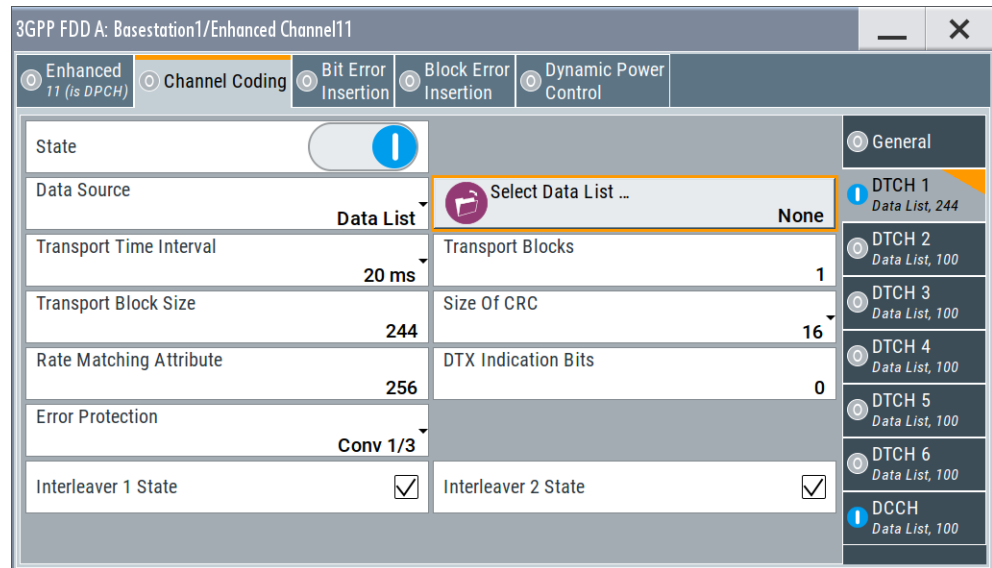 3GPP FDD A: Basestation1/Enhanced Channel11
Enhanced
11 (is DPCH)
Channel Coding
Bit Error
Insertion
Block Error
Insertion
Dynamic Power
Control
State
Data Source
Data List
Select Data List ...
None
Transport Time Interval
20 ms
Transport Blocks
1
Transport Block Size
244
Size Of CRC
16
Rate Matching Attribute
256
DTX Indication Bits
0
Error Protection
Conv 1/3
Interleaver 1 State
Interleaver 2 State
General
DTCH 1
Data List, 244
DTCH 2
Data List, 100
DTCH 3
Data List, 100
DTCH 4
Data List, 100
DTCH 5
Data List, 100
DTCH 6
Data List, 100
DCCH
Data List, 100